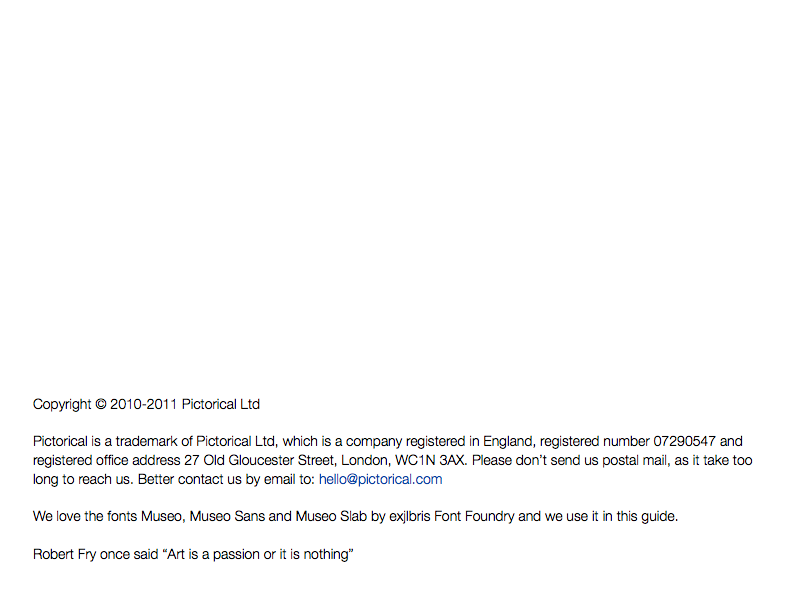 Copyright © 2010-2011 Pictorical Ltd
Pictorical is a trademark of Pictorical Ltd, which is a company registered in England, registered number 07290547 and
registered office address 27 Old Gloucester Street, London, WC1N 3AX. Please don’t send us postal mail, as it take too
long to reach us. Better contact us by email to: hello@pictorical.com
We love the fonts Museo, Museo Sans and Museo Slab by exjlbris Font Foundry and we use it in this guide.
Robert Fry once said “Art is a passion or it is nothing”